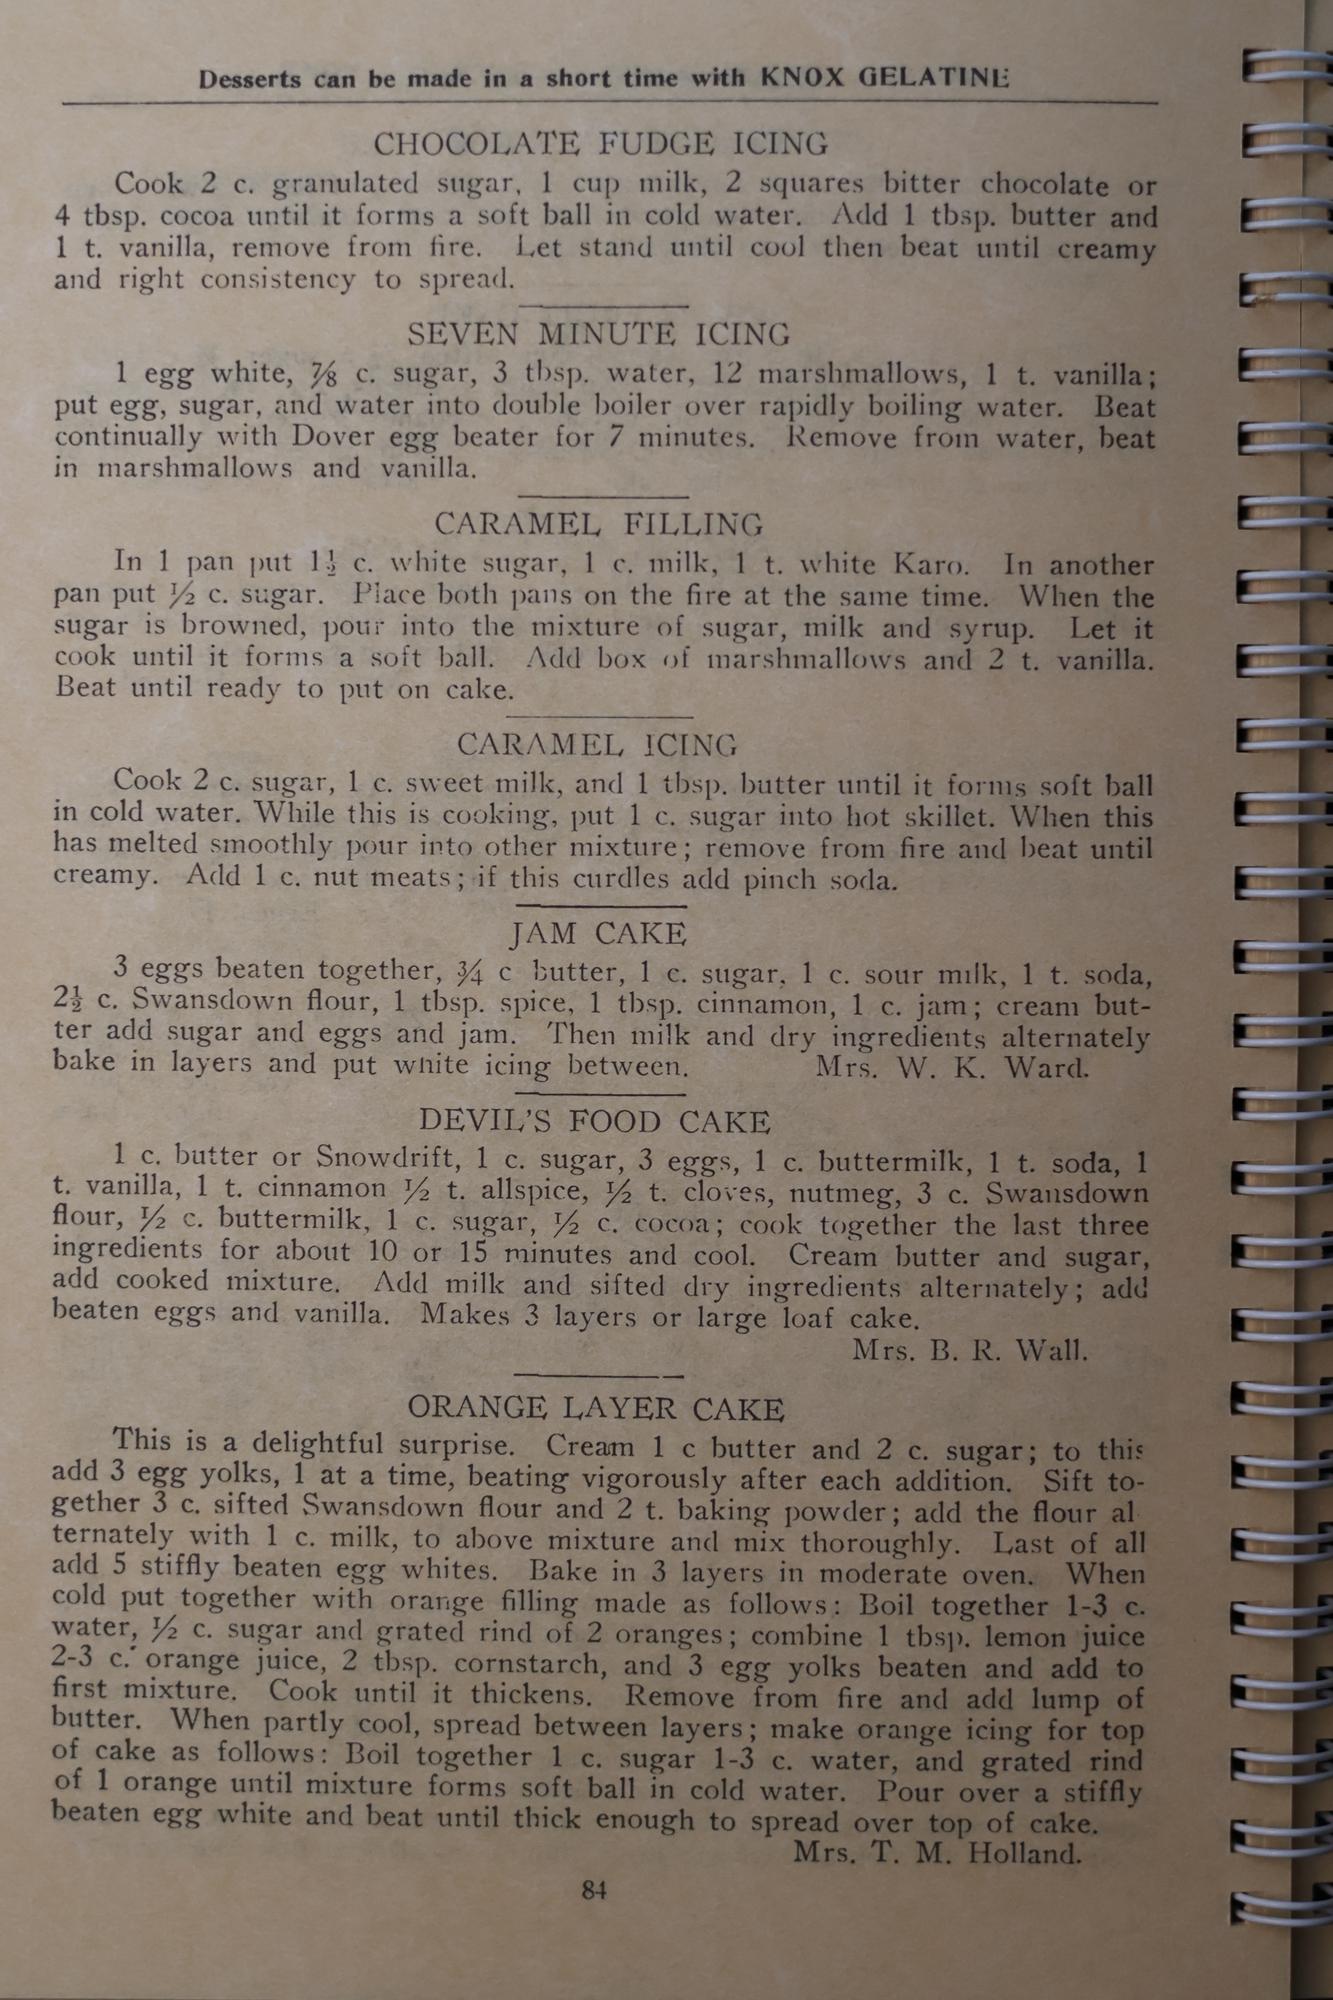 Desserts can be made in a short time with KNOX GELATINE
CHOCOLATE FUDGE ICING
Cook 2 c. granulated sugar, 1 cup milk, 2 squares bitter chocolate or
4 tbsp. cocoa until it forms a soft ball in cold water. Add 1 tbsp. butter and
1 t. vanilla, remove from fire. Let stand until cool then beat until creamy
and right consistency to spread.
SEVEN MINUTE ICING
1 egg white, ⅞ c. sugar, 3 tbsp. water, 12 marshmallows, 1 t. vanilla;
put egg, sugar, and water into double boiler over rapidly boiling water. Beat
continually with Dover egg beater for 7 minutes. Remove from water, beat
in marshmallows and vanilla.
CARAMEL FILLING
In 1 pan put 1½ c. white sugar, 1 c. milk, 1 t. white Karo. In another
pan put ½ c. sugar. Place both pans on the fire at the same time. When the
sugar is browned, pour into the mixture of sugar, milk and syrup. Let it
cook until it forms a soft ball. Add box of marshmallows and 2 t. vanilla.
Beat until ready to put on cake.
CARAMEL ICING
Cook 2 c. sugar, 1 c. sweet milk, and 1 tbsp. butter until it forms soft ball
in cold water. While this is cooking, put 1 c. sugar into hot skillet. When this
has melted smoothly pour into other mixture; remove from fire and beat until
creamy. Add 1 c. nut meats; if this curdles add pinch soda.
JAM CAKE
3 eggs beaten together, ¾ c butter, 1 c. sugar, 1 c. sour milk, 1 t. soda,
2½ c. Swansdown flour, 1 tbsp. spice, 1 tbsp. cinnamon, 1 c. jam; cream but-
ter add sugar and eggs and jam. Then milk and dry ingredients alternately
bake in layers and put white icing between. Mrs. W. K. Ward.
DEVIL'S FOOD CAKE
1 c. butter or Snowdrift, 1 c. sugar, 3 eggs, 1 c. buttermilk, 1 t. soda, 1
t. vanilla, 1 t. cinnamon ½ t. allspice, ½ t. cloves, nutmeg, 3 c. Swansdown
flour, ½ c. buttermilk, 1 c. sugar, ½ c. cocoa; cook together the last three
ingredients for about 10 or 15 minutes and cool. Cream butter and sugar,
add cooked mixture. Add milk and sifted dry ingredients alternately; add
beaten eggs and vanilla. Makes 3 layers or large loaf cake.
Mrs. B. R. Wall.
ORANGE LAYER CAKE
This is a delightful surprise. Cream 1 c butter and 2 c. sugar; to this
add 3 egg yolks, 1 at a time, beating vigorously after each addition. Sift to-
gether 3 c. sifted Swansdown flour and 2 t. baking powder; add the flour al-
ternately with 1 c. milk, to above mixture and mix thoroughly. Last of all
add 5 stiffly beaten egg whites. Bake in 3 layers in moderate oven. When
cold put together with orange filling made as follows: Boil together 1-3 c.
water, ½ c. sugar and grated rind of 2 oranges; combine 1 tbsp. lemon juice
2-3 c. orange juice, 2 tbsp. cornstarch, and 3 egg yolks beaten and add to
first mixture. Cook until it thickens. Remove from fire and add lump of
butter. When partly cool, spread between layers; make orange icing for top
of cake as follows: Boil together 1 c. sugar 1-3 c. water, and grated rind
of 1 orange until mixture forms soft ball in cold water. Pour over a stiffly
beaten egg white and beat until thick enough to spread over top of cake.
Mrs. T. M. Holland.
84